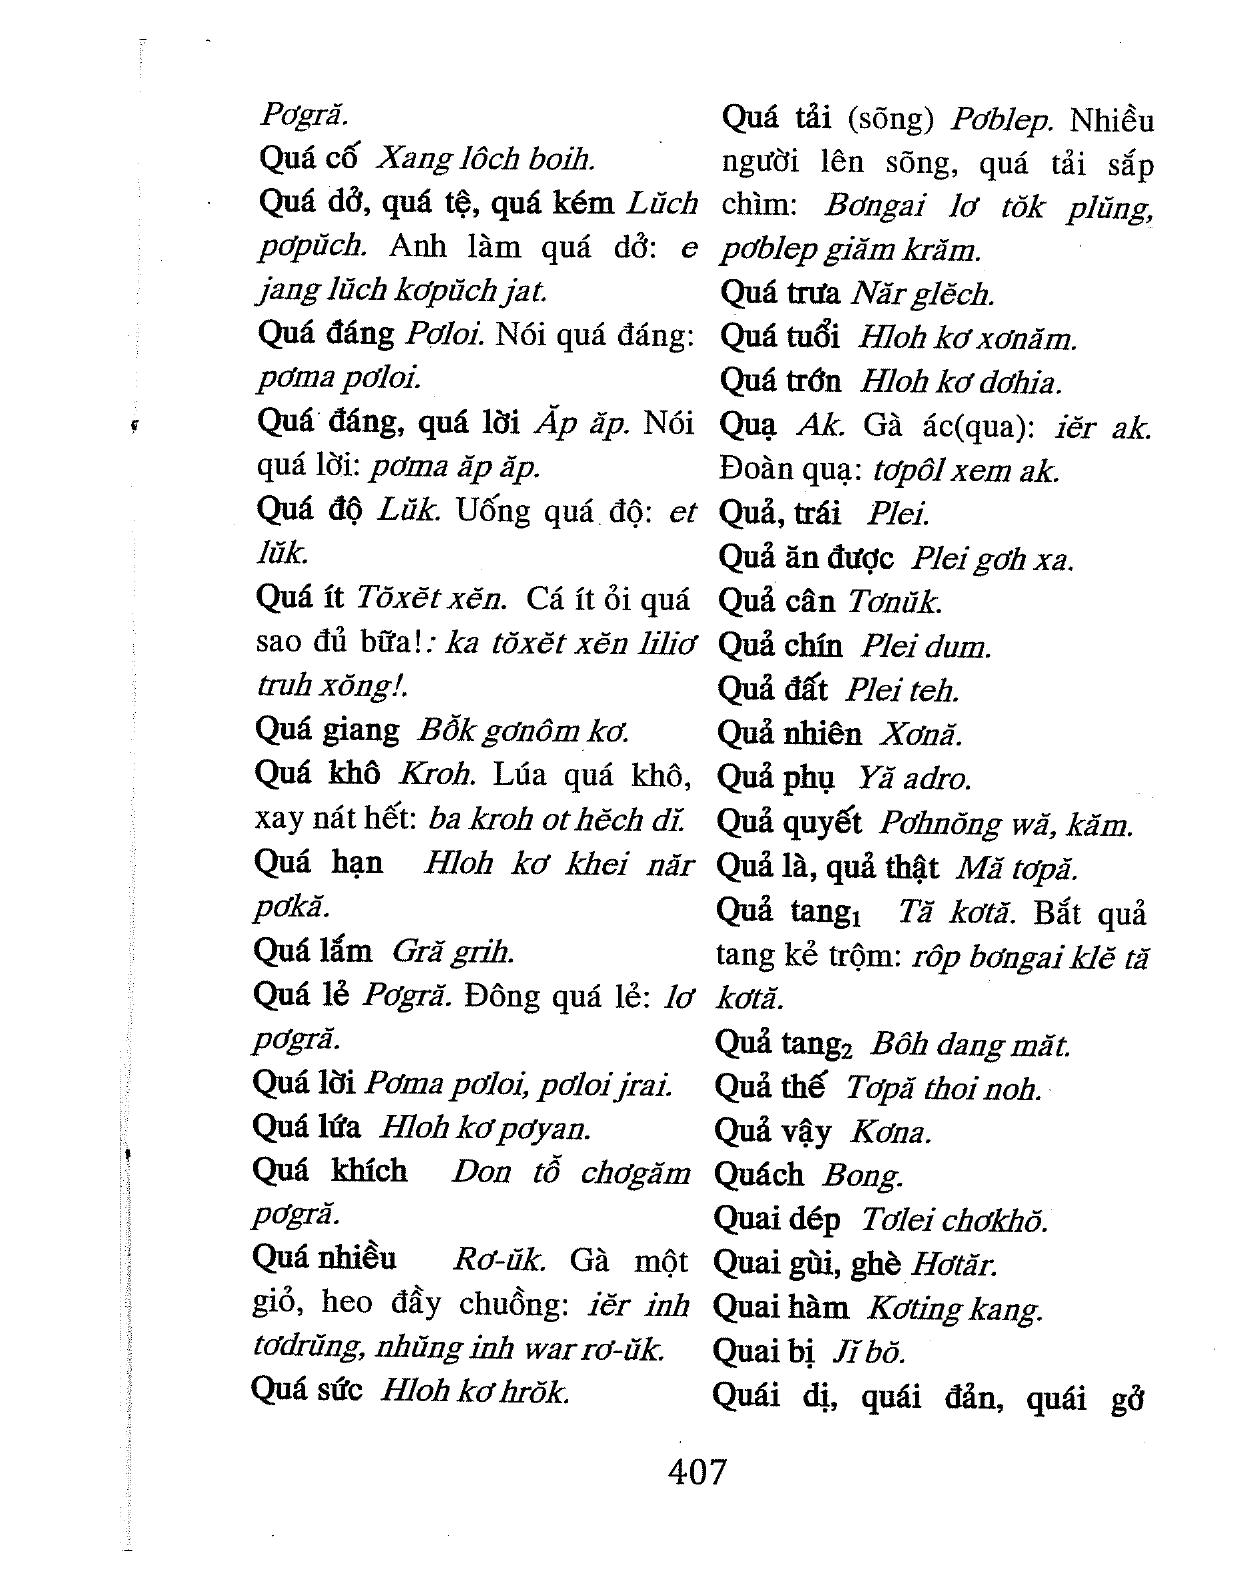 Pơgră.
Quá cố Xang lôch boih.
Quá dở, quá tệ, quá kém Lŭch
pơpŭch. Anh làm quá dở: e
jang lŭch kơpŭch jat.
Quá đáng Pơloi. Nói quá đáng:
pơma pơloi.
Quá đáng, quá lời Ăp ăp. Nói
quá lời: pơma ăp ăp.
Quá độ Lŭk. Uống quá độ: et
lŭk.
Quá ít Tŏxĕt xĕn. Cá ít ỏi quá
sao đủ bữa!: ka tŏxĕt xĕn liliơ
truh xŏng!.
Quá giang Bŏ̆k gơnôm kơ.
Quá khô Kroh. Lúa quá khô,
xay nát hết: ba kroh ot hĕch dĭ.
Quá hạn Hloh kơ khei năr
pơkă.
Quá lắm Gră grih.
Quá lẻ Pơgră. Đông quá lẻ: lơ
pơgră.
Quá lời Pơma pơloi, pơloi jrai.
Quá lứa Hloh kơ pơyan.
Quá khích Don tô̆ chơgăm
pơgră.
Quá nhiều Rơ-ŭk. Gà một
giỏ, heo đầy chuồng: iĕr inh
tơdrŭng, nhŭng inh war rơ-ŭk.
Quá sức Hloh kơ hrŏk.
Quá tải (sõng) Pơblep. Nhiều
người lên sõng, quá tải sắp
chìm: Bơngai lơ tŏk plŭng,
pơblep giăm krăm.
Quá trưa Năr glĕch.
Quá tuổi Hloh kơ xơnăm.
Quá trớn Hloh kơ dơhia.
Quạ Ak. Gà ác(qua): iĕr ak.
Đoàn quạ: tơpôl xem ak.
Quả, trái Plei.
Quả ăn được Plei gơh xa.
Quả cân Tơnŭk.
Quả chín Plei dum.
Quả đất Plei teh.
Quả nhiên Xơnă.
Quả phụ Yă adro.
Quả quyết Pơhnŏng wă, kăm.
Quả là, quả thật Mă tơpă.
Quả tang1 Tă kơtă. Bắt quả
tang kẻ trộm: rôp bơngai klĕ tă
kơtă.
Quả tang2 Bôh dang măt.
Quả thế Tơpă thoi noh.
Quả vậy Kơna.
Quách Bong.
Quai dép Tơlei chơkhŏ.
Quai gùi, ghè Hơtăr.
Quai hàm Kơting kang.
Quai bị Jĭ bŏ.
Quái dị, quái đản, quái gở
407